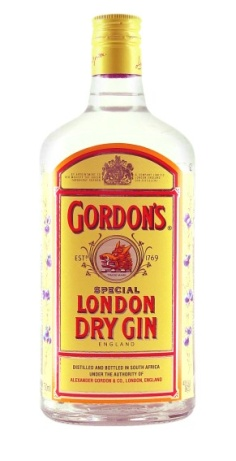 GORDON'S®
EST 1769
SPECIAL
LONDON
DRY GIN
ENGLAND
DISTILLED AND BOTTLED IN SOUTH AFRICA
UNDER THE AUTHORITY OF
ALEXANDER GORDON & CO., LONDON, ENGLAND